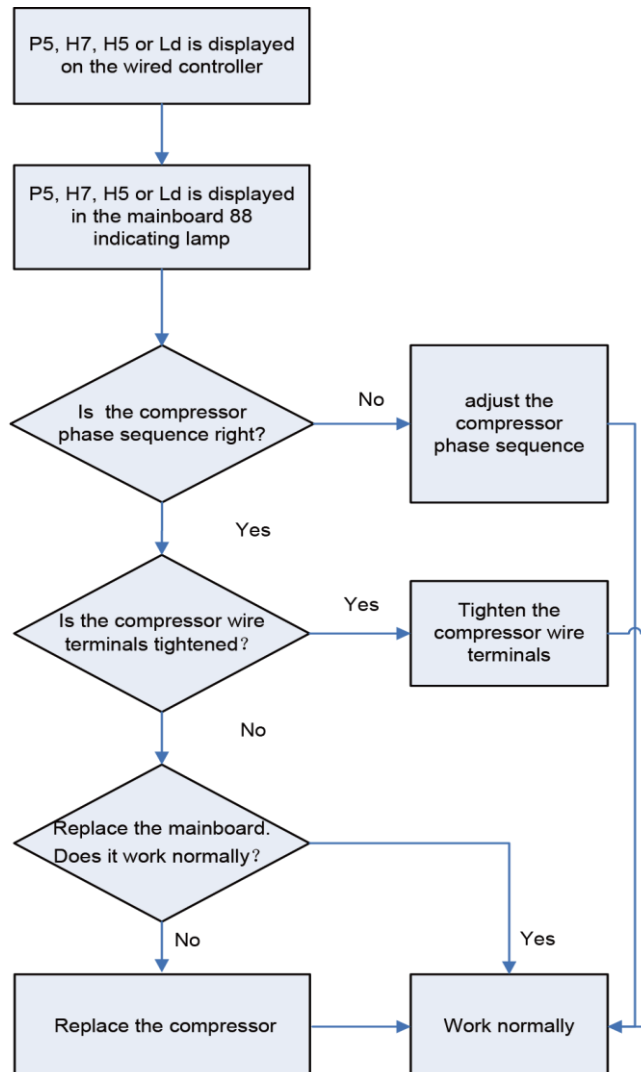 P5, H7, H5 or Ld is displayed
on the wired controller
P5, H7, H5 or Ld is displayed
in the mainboard 88
indicating lamp
Is the compressor
phase sequence right?
No
adjust the
compressor
phase sequence
Yes
Is the compressor wire
terminals tightened?
Yes
Tighten the
compressor wire
terminals
No
Replace the mainboard.
Does it work normally?
No
Yes
Replace the compressor
Work normally